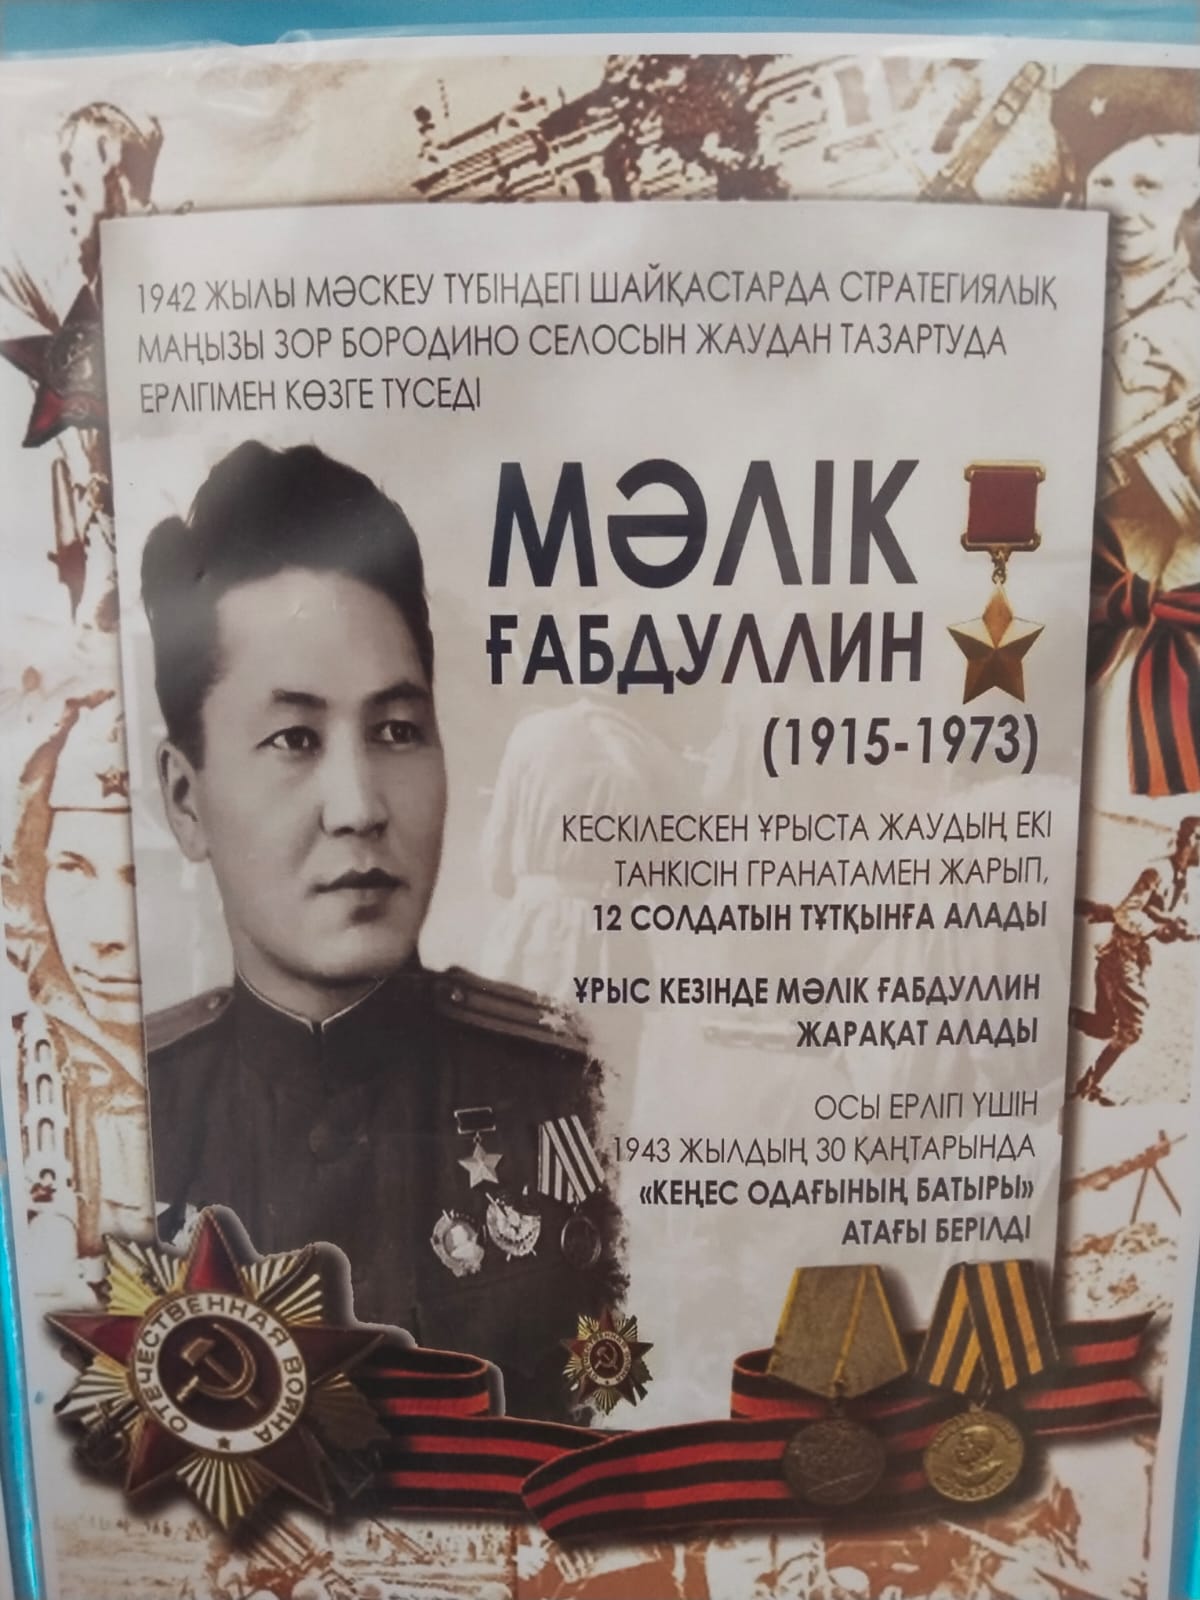 1942 ЖЫЛЫ МӘСКЕУ ТҮБІНДЕГІ ШАЙҚАСТАРДА СТРАТЕГИЯЛЫҚ
МАҢЫЗЫ ЗОР БОРОДИНО СЕЛОСЫН ЖАУДАН ТАЗАРТУДА
ЕРЛІГІМЕН КӨЗГЕ ТҮСЕДІ
МӘЛІК
ҒАБДУЛЛИН
(1915-1973)
КЕСКІЛЕСКЕН ҰРЫСТА ЖАУДЫҢ ЕКІ
ТАНКІСІН ГРАНАТАМЕН ЖАРЫП,
12 СОЛДАТЫН ТҰТҚЫНҒА АЛАДЫ
ҰРЫС КЕЗІНДЕ МӘЛІК ҒАБДУЛЛИН
ЖАРАҚАТ АЛАДЫ
ОСЫ ЕРЛІГІ ҮШІН
1943 ЖЫЛДЫҢ 30 ҚАҢТАРЫНДА
«КЕҢЕС ОДАҒЫНЫҢ БАТЫРЫ»
АТАҒЫ БЕРІЛДІ
ОТЕЧЕСТВЕННАЯ ВОЙНА